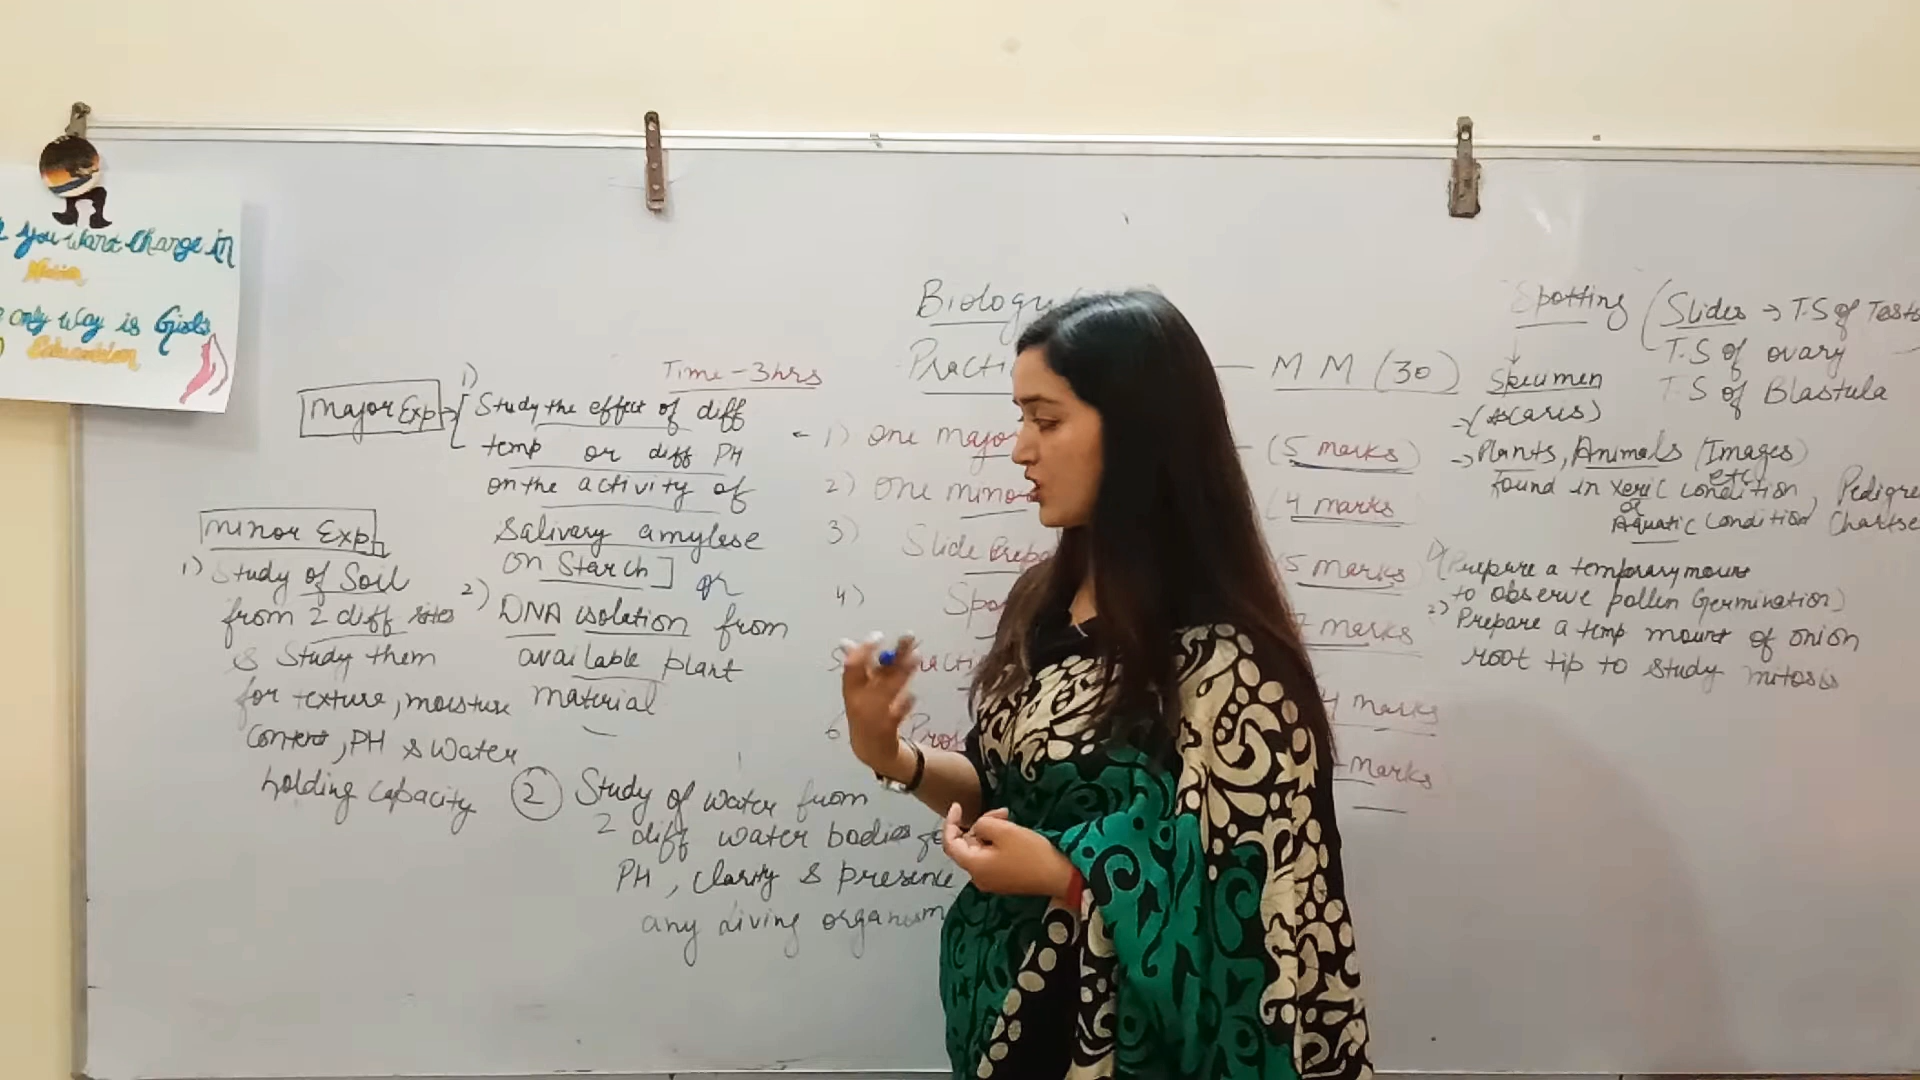 you want change in
only way is Girls
Education
Biology
Time - 3hrs
MM (30)
Major Exp
1)
Study the effect of diff
temp or diff PH
on the activity of
Salivary amylese
on Starch] or
2)
DNA isolation from
available plant
material
Minor Exp
1) Study of Soil
from 2 diff sites
& Study them
for texture, moisture
content, PH & water
holding capacity
2 Study of water from
2 diff water bodies
PH, clarity & presence
any living organism
1) One major (5 marks)
2) One mino (4 marks
3) Slide Prepa (5 marks
4) Spo 7 marks
4 marks
6 marks
Spotting (Slides → T.S of Testis
T.S of ovary
T.S of Blastula
Specimen
(Ascaris)
→ Plants, Animals (Images)
etc
found in xeric condition, Pedigre
or
Aquatic condition Charts
1) (Prepare a temporary mount
to observe pollen Germination)
2) Prepare a temp mount of onion
root tip to study mitosis